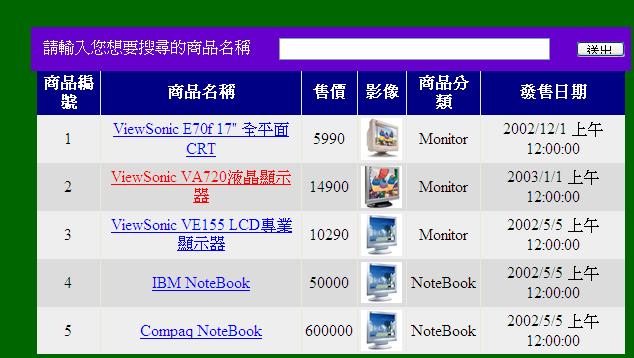 請輸入您想要搜尋的商品名稱 送出
商品編號 商品名稱 售價 影像 商品分類 發售日期
1 ViewSonic E70f 17" 全平面CRT 5990 Monitor 2002/12/1 上午 12:00:00
2 ViewSonic VA720液晶顯示器 14900 Monitor 2003/1/1 上午 12:00:00
3 ViewSonic VE155 LCD專業顯示器 10290 Monitor 2002/5/5 上午 12:00:00
4 IBM NoteBook 50000 NoteBook 2002/5/5 上午 12:00:00
5 Compaq NoteBook 600000 NoteBook 2002/5/5 上午 12:00:00